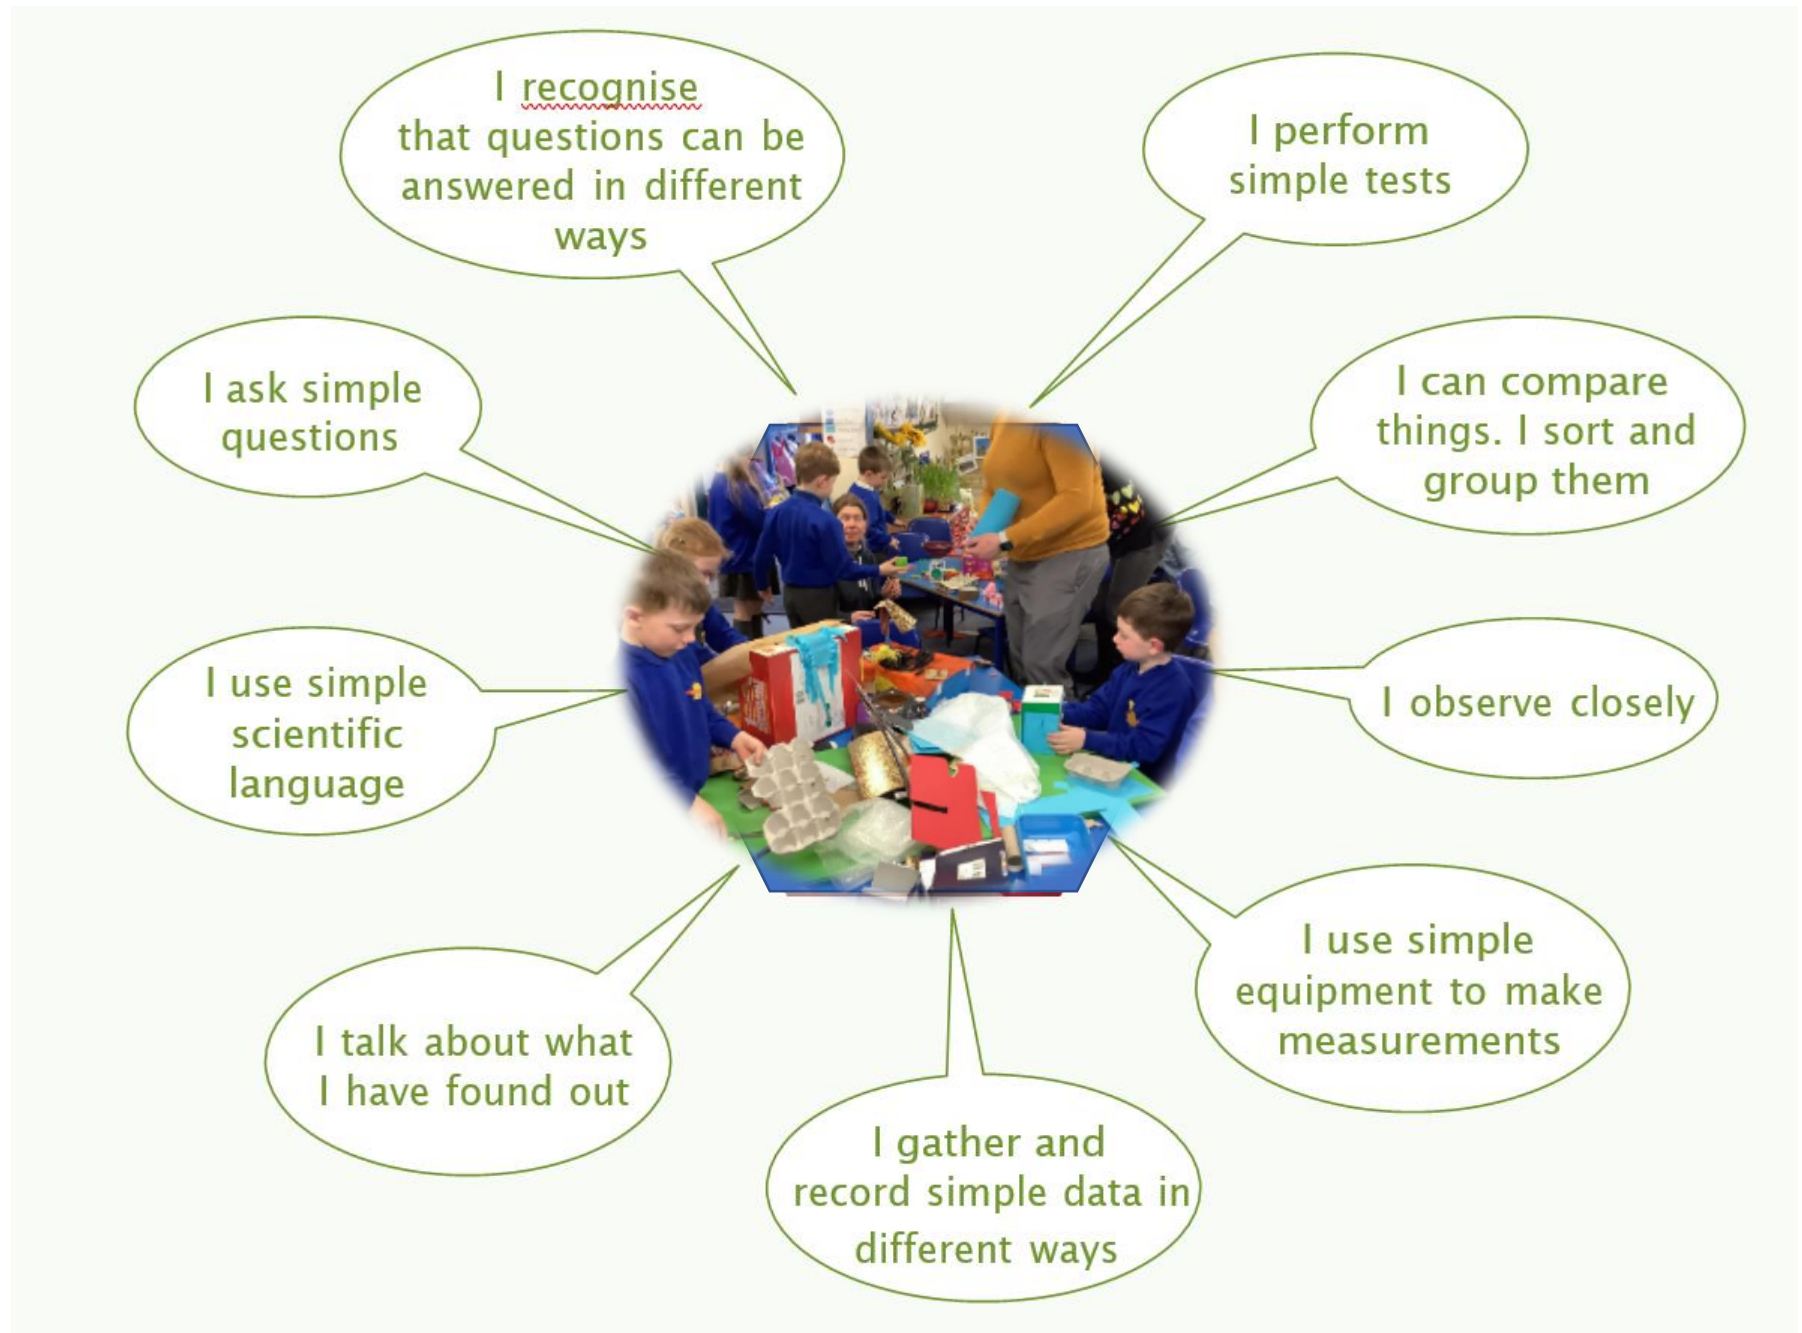 I recognise
that questions can be
answered in different
ways
I perform
simple tests
I ask simple
questions
I can compare
things. I sort and
group them
I use simple
scientific
language
I observe closely
I talk about what
I have found out
I use simple
equipment to make
measurements
I gather and
record simple data in
different ways